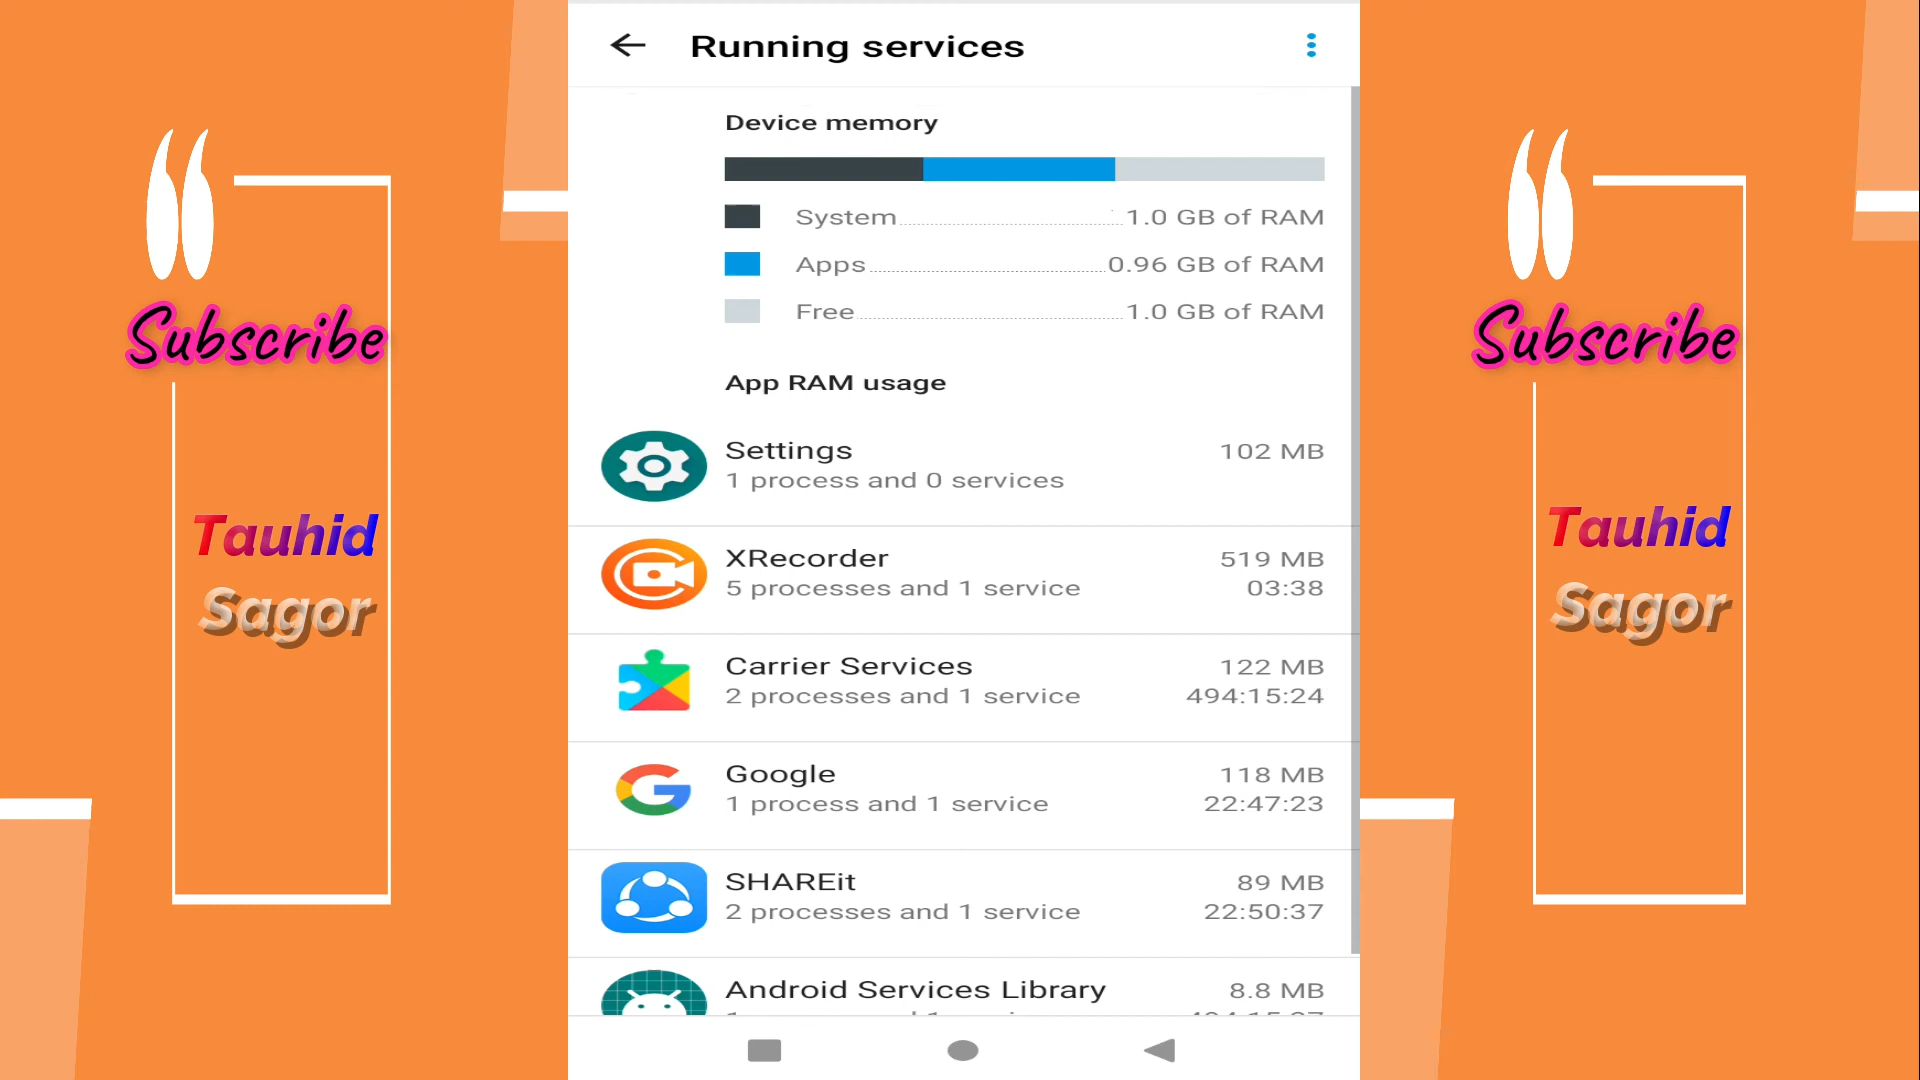 Running services
Device memory
System 1.0 GB of RAM
Apps 0.96 GB of RAM
Free 1.0 GB of RAM
App RAM usage
Settings 102 MB
1 process and 0 services
XRecorder 519 MB
5 processes and 1 service 03:38
Carrier Services 122 MB
2 processes and 1 service 494:15:24
Google 118 MB
1 process and 1 service 22:47:23
SHAREit 89 MB
2 processes and 1 service 22:50:37
Android Services Library 8.8 MB
Subscribe
Tauhid
Sagor
Subscribe
Tauhid
Sagor